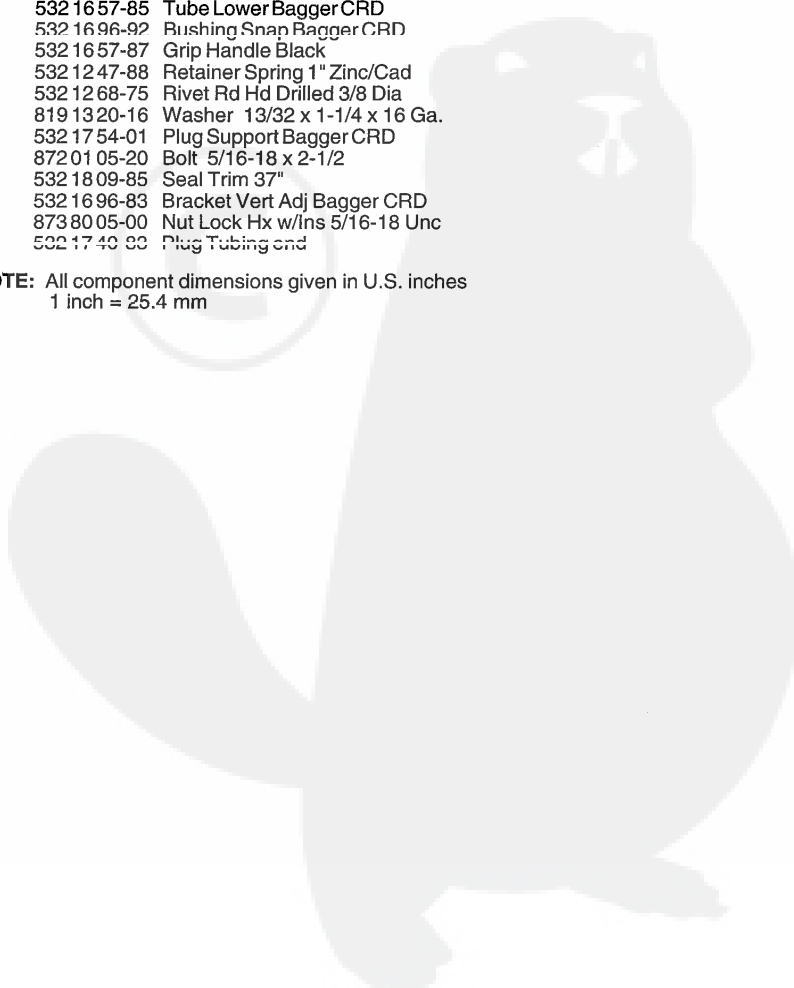 532 16 57-85 Tube Lower Bagger CRD
532 16 96-92 Bushing Snap Bagger CRD
532 16 57-87 Grip Handle Black
532 12 47-88 Retainer Spring 1" Zinc/Cad
532 12 68-75 Rivet Rd Hd Drilled 3/8 Dia
819 13 20-16 Washer 13/32 x 1-1/4 x 16 Ga.
532 17 54-01 Plug Support Bagger CRD
872 01 05-20 Bolt 5/16-18 x 2-1/2
532 18 09-85 Seal Trim 37"
532 16 96-83 Bracket Vert Adj Bagger CRD
873 80 05-00 Nut Lock Hx w/Ins 5/16-18 Unc
Plug Tubing end
OTE: All component dimensions given in U.S. inches
1 inch = 25.4 mm